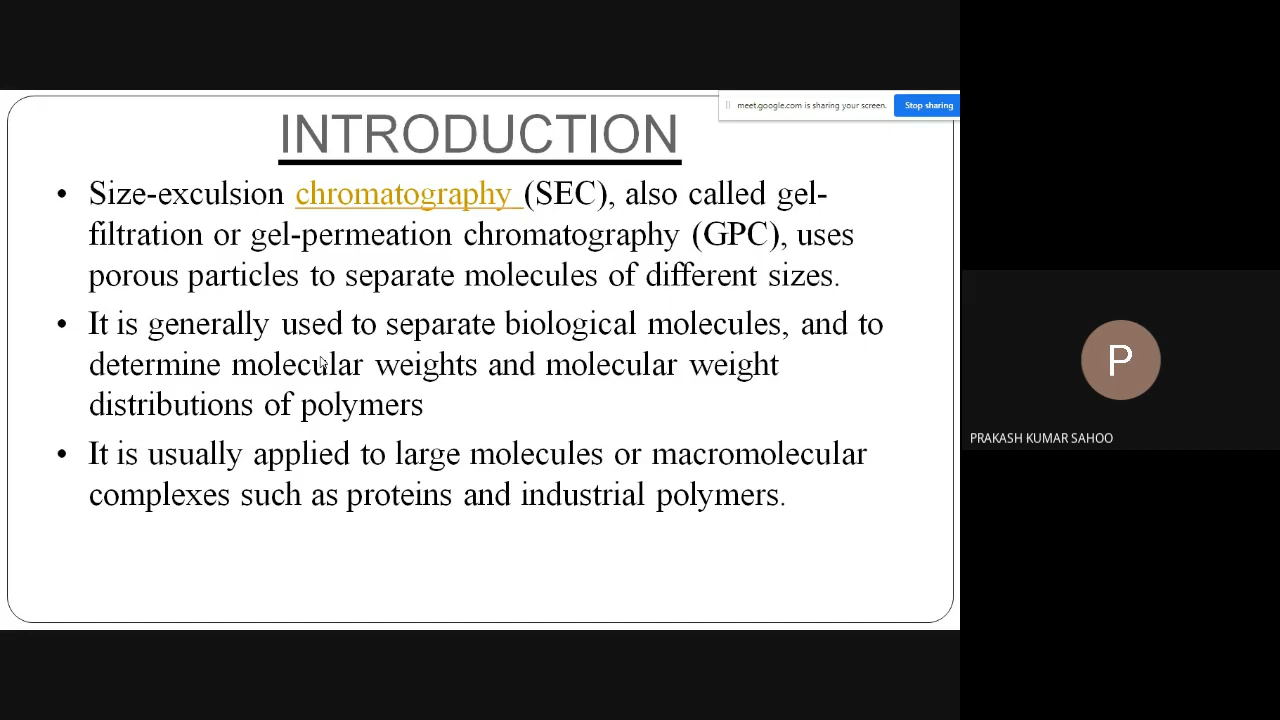 meet.google.com is sharing your screen. Stop sharing
INTRODUCTION
• Size-exculsion chromatography (SEC), also called gel-
filtration or gel-permeation chromatography (GPC), uses
porous particles to separate molecules of different sizes.
• It is generally used to separate biological molecules, and to
determine molecular weights and molecular weight
distributions of polymers
• It is usually applied to large molecules or macromolecular
complexes such as proteins and industrial polymers.
P
PRAKASH KUMAR SAHOO